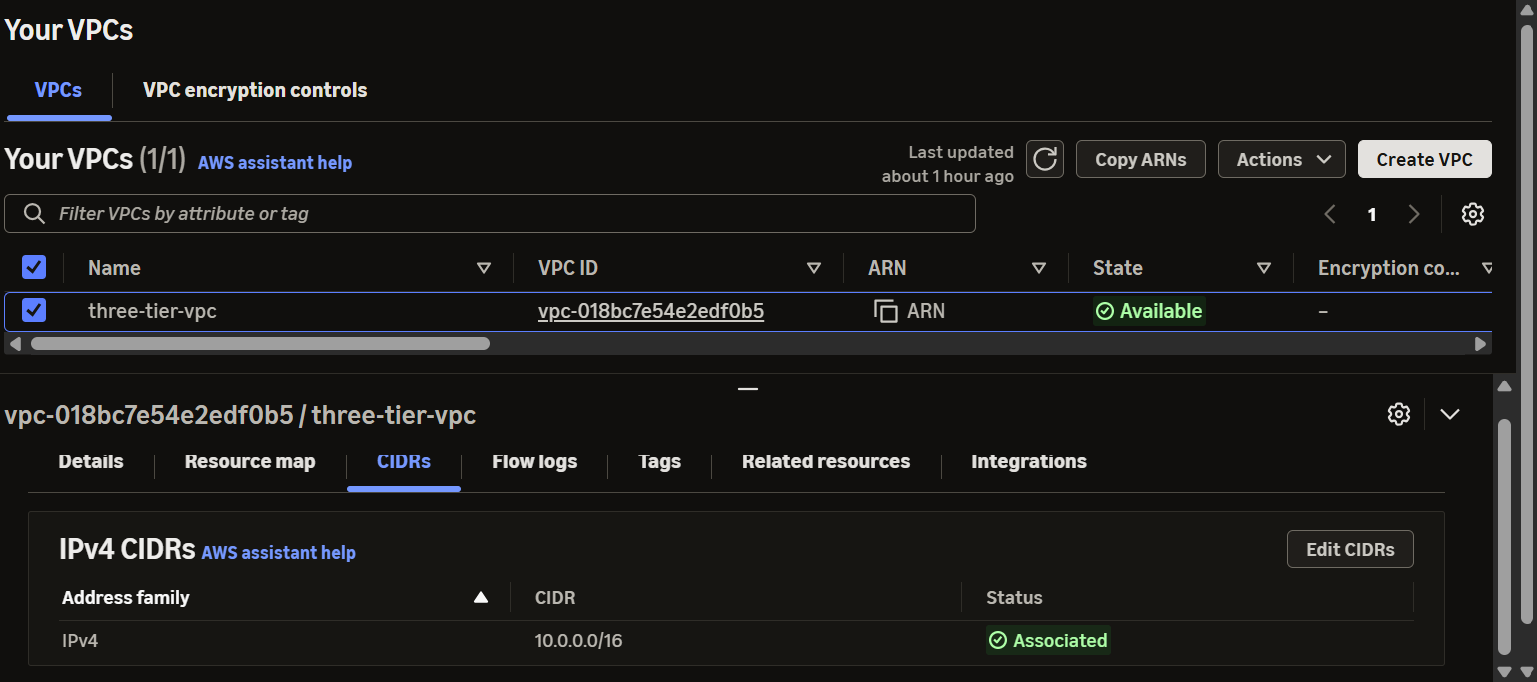 Your VPCs
VPCs VPC encryption controls
Your VPCs (1/1) AWS assistant help
Last updated
about 1 hour ago
Copy ARNs Actions Create VPC
Filter VPCs by attribute or tag
1
Name VPC ID ARN State Encryption co...
three-tier-vpc vpc-018bc7e54e2edf0b5 ARN Available –
vpc-018bc7e54e2edf0b5 / three-tier-vpc
Details Resource map CIDRs Flow logs Tags Related resources Integrations
IPv4 CIDRs AWS assistant help Edit CIDRs
Address family CIDR Status
IPv4 10.0.0.0/16 Associated